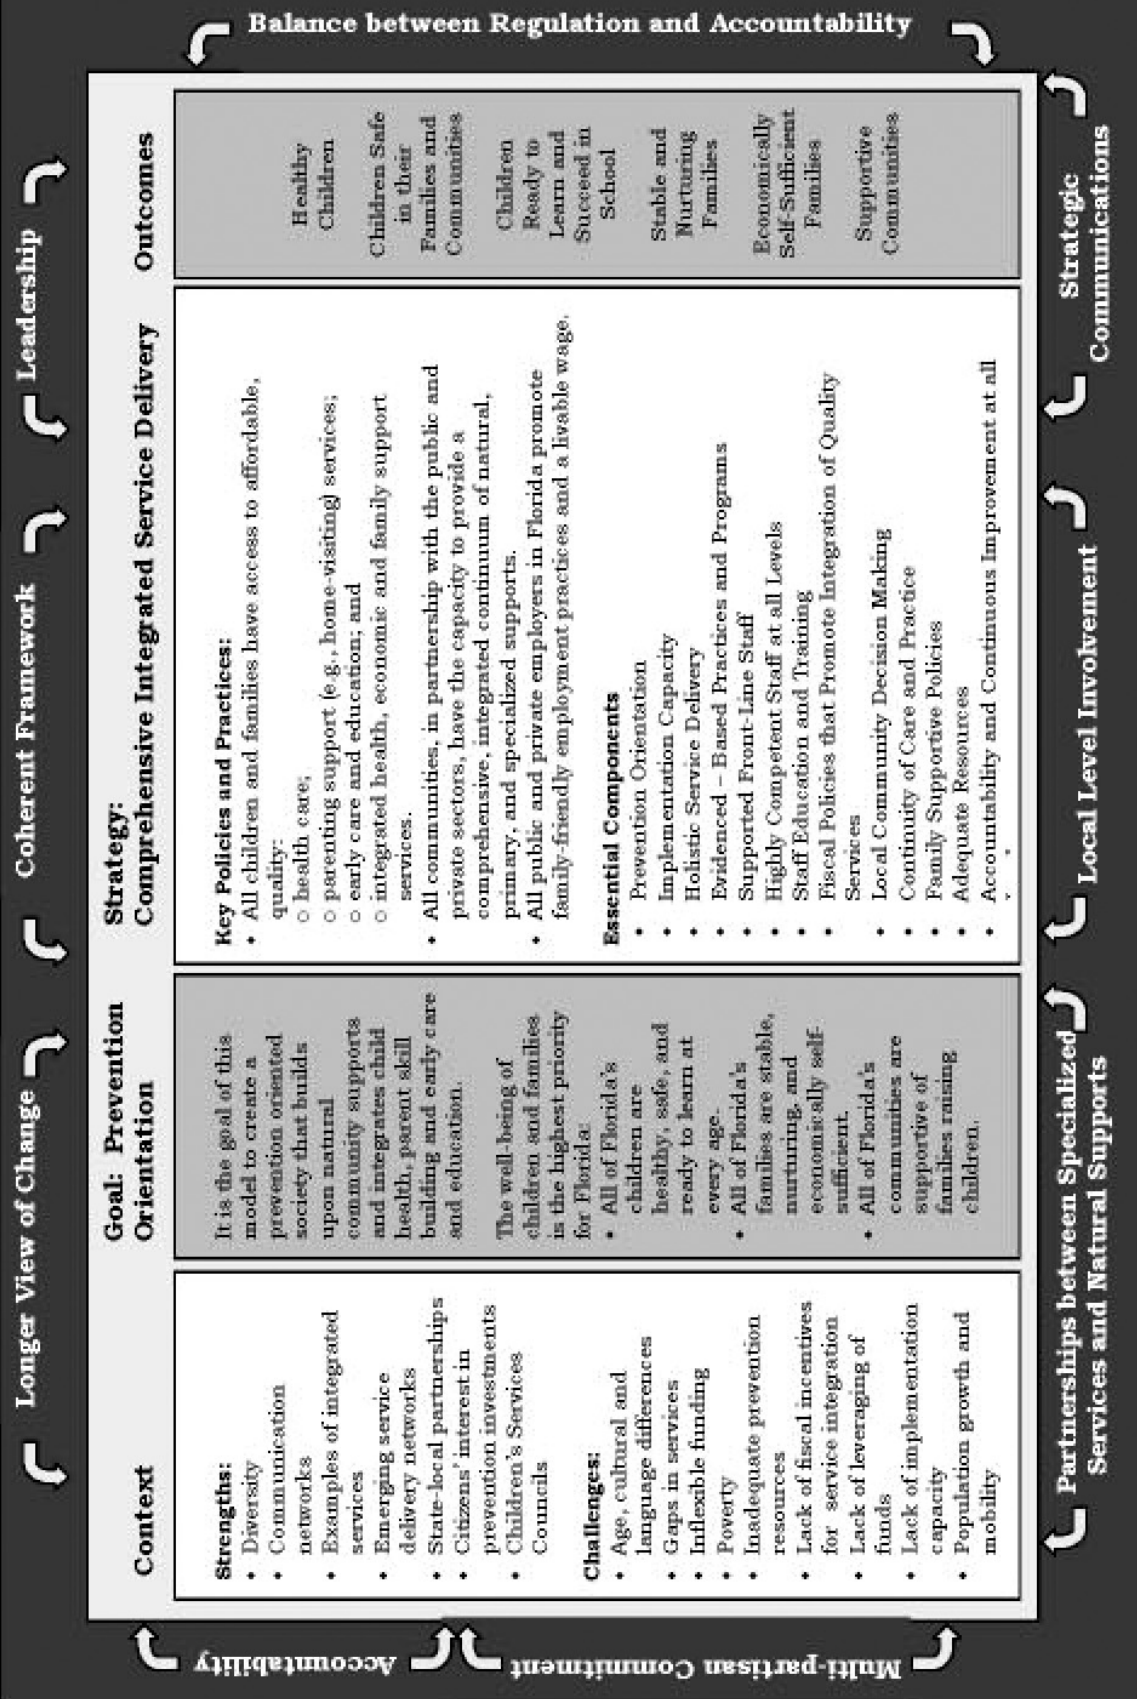 Longer View of Change
Coherent Framework
Leadership
Balance between Regulation and Accountability
Accountability
Multi-partisan Commitment
Context
Strengths:
• Diversity
• Communication
networks
• Examples of integrated
services
• Emerging service
delivery networks
• State-local partnerships
• Citizens' interest in
prevention investments
• Children's Services
Councils
Challenges:
• Age, cultural and
language differences
• Gaps in services
• Inflexible funding
• Poverty
• Inadequate prevention
resources
• Lack of fiscal incentives
for service integration
• Lack of leveraging of
funds
• Lack of implementation
capacity
• Population growth and
mobility
Goal: Prevention
Orientation
It is the goal of this
model to create a
prevention oriented
society that builds
upon natural
community supports
and integrates child
health, parent skill
building and early care
and education.
The well-being of
children and families
is the highest priority
for Florida:
• All of Florida's
children are
healthy, safe, and
ready to learn at
every age.
• All of Florida's
families are stable,
nurturing, and
economically self-
sufficient.
• All of Florida's
communities are
supportive of
families raising
children.
Strategy:
Comprehensive Integrated Service Delivery
Key Policies and Practices:
• All children and families have access to affordable,
quality:
o health care;
o parenting support (e.g., home-visiting) services;
o early care and education; and
o integrated health, economic and family support
services.
• All communities, in partnership with the public and
private sectors, have the capacity to provide a
comprehensive, integrated continuum of natural,
primary, and specialized supports.
• All public and private employers in Florida promote
family-friendly employment practices and a livable wage.
Essential Components
• Prevention Orientation
• Implementation Capacity
• Holistic Service Delivery
• Evidenced – Based Practices and Programs
• Supported Front-Line Staff
• Highly Competent Staff at all Levels
• Staff Education and Training
• Fiscal Policies that Promote Integration of Quality
Services
• Local Community Decision Making
• Continuity of Care and Practice
• Family Supportive Policies
• Adequate Resources
• Accountability and Continuous Improvement at all
Outcomes
Healthy
Children
Children Safe
in their
Families and
Communities
Children
Ready to
Learn and
Succeed in
School
Stable and
Nurturing
Families
Economically
Self-Sufficient
Families
Supportive
Communities
Partnerships between Specialized
Services and Natural Supports
Local Level Involvement
Strategic
Communications